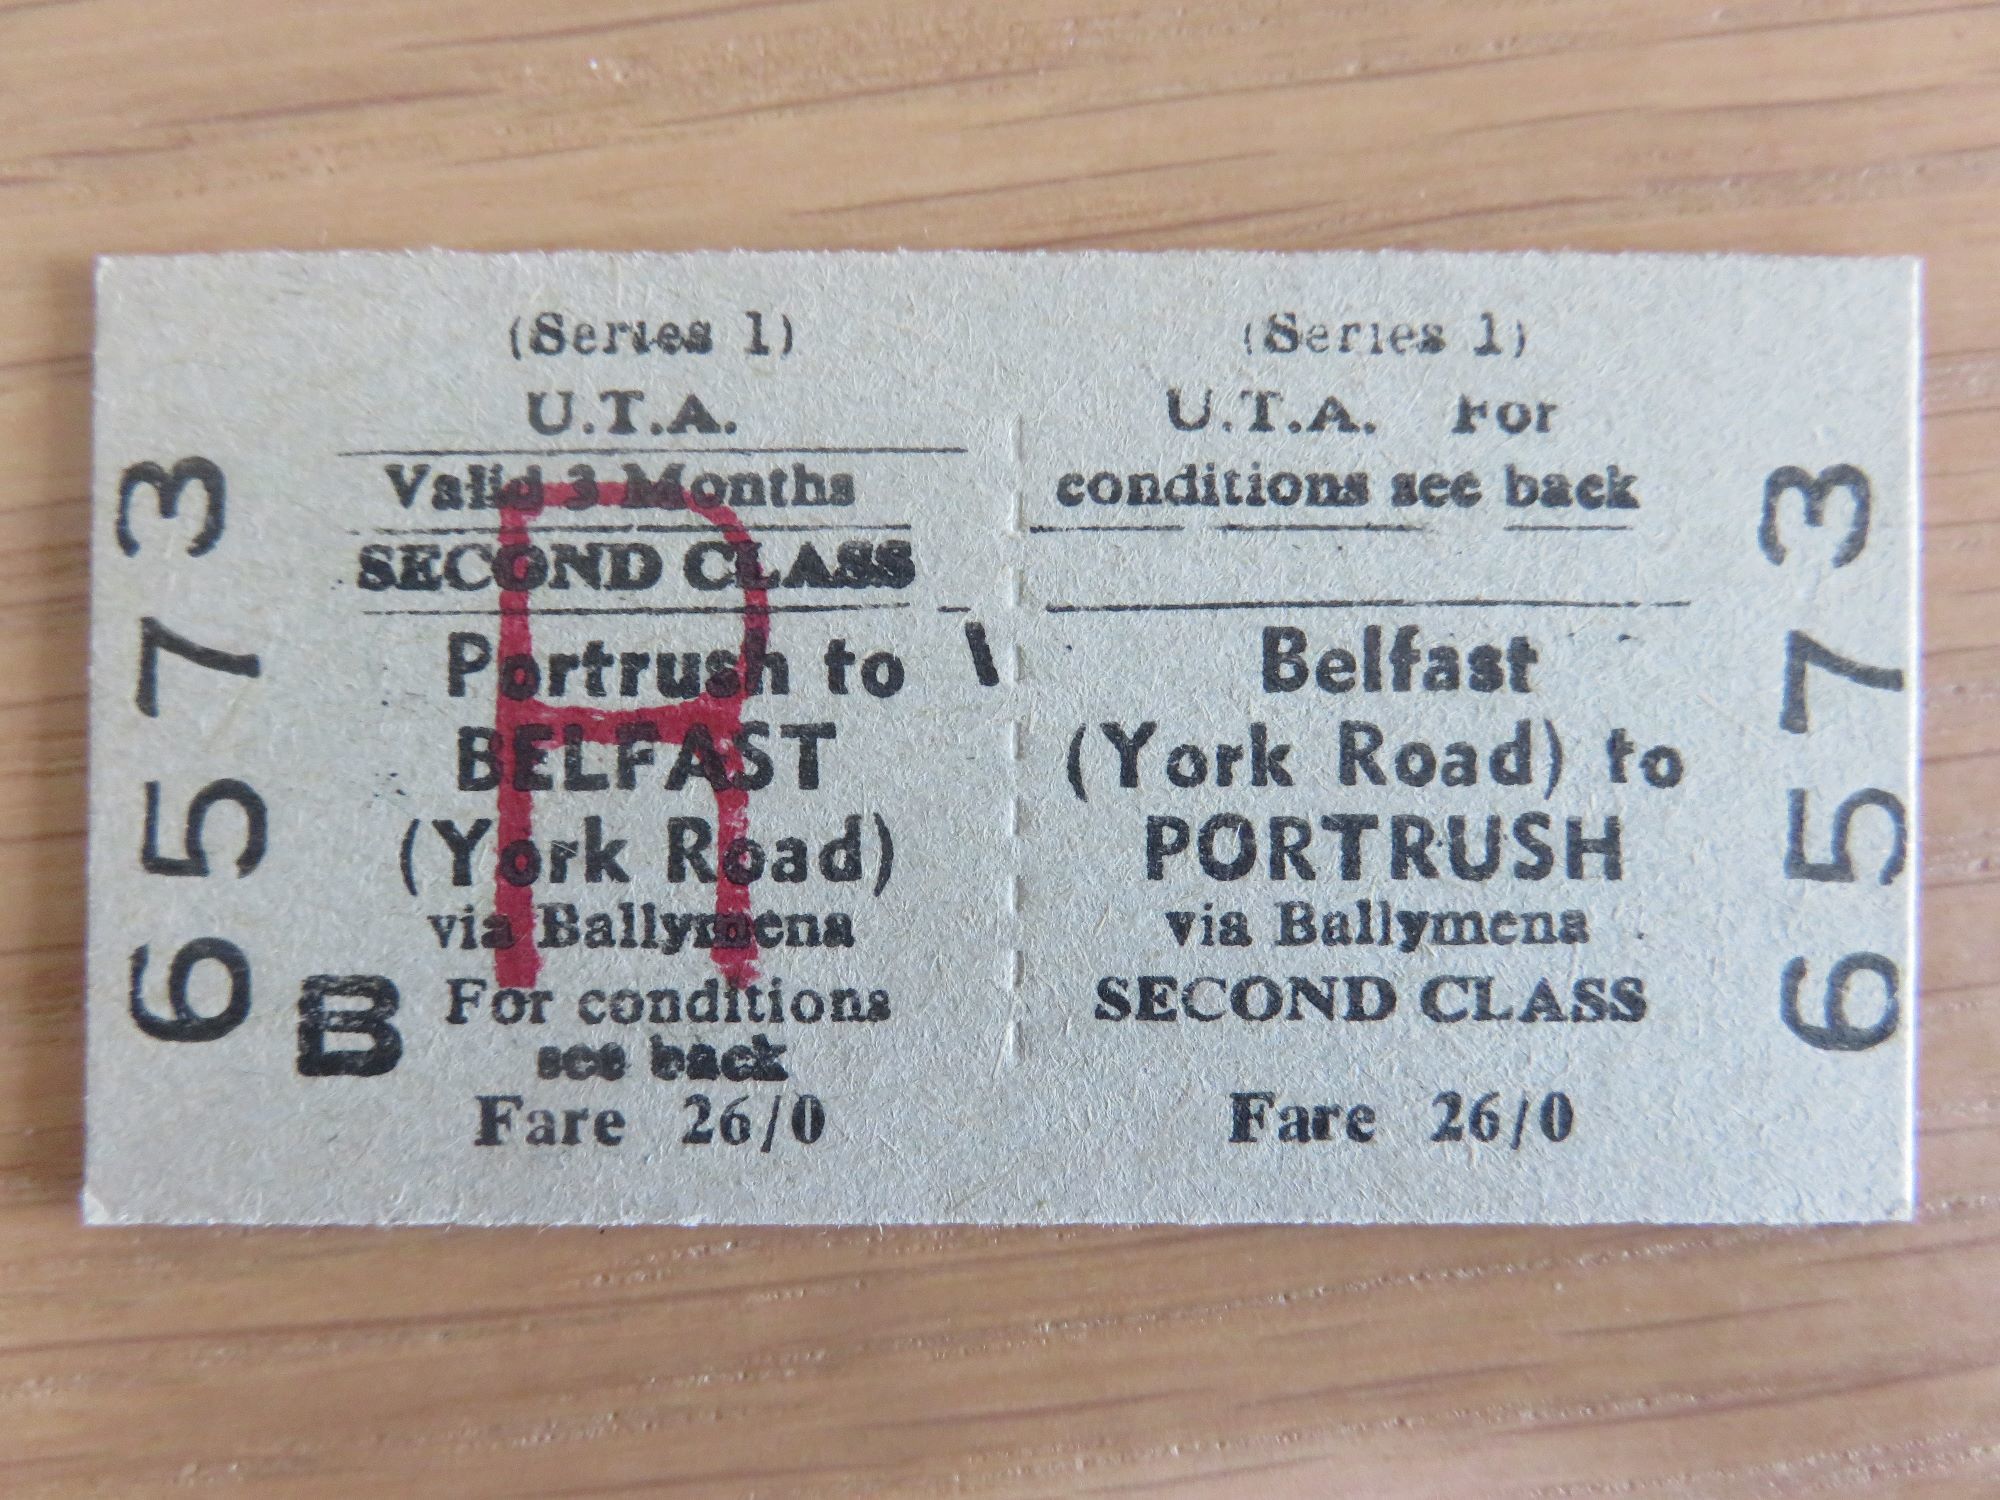 (Series 1)
U.T.A.
Valid 3 Months
SECOND CLASS
Portrush to
BELFAST
(York Road)
via Ballymena
For conditions
see back
Fare 26/0
6573
B
R
1
(Series 1)
U.T.A. For
conditions see back
Belfast
(York Road) to
PORTRUSH
via Ballymena
SECOND CLASS
Fare 26/0
6573